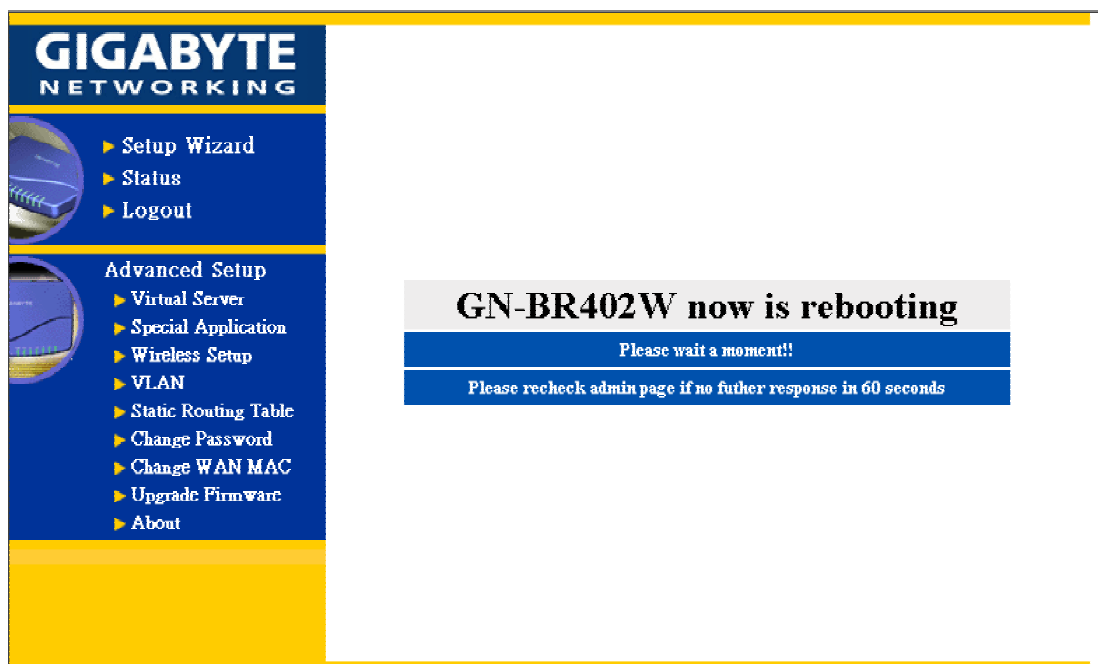 GIGABYTE
NETWORKING
Setup Wizard
Status
Logout
Advanced Setup
Virtual Server
Special Application
Wireless Setup
VLAN
Static Routing Table
Change Password
Change WAN MAC
Upgrade Firmware
About
GN-BR402W now is rebooting
Please wait a moment!!
Please recheck admin page if no futher response in 60 seconds